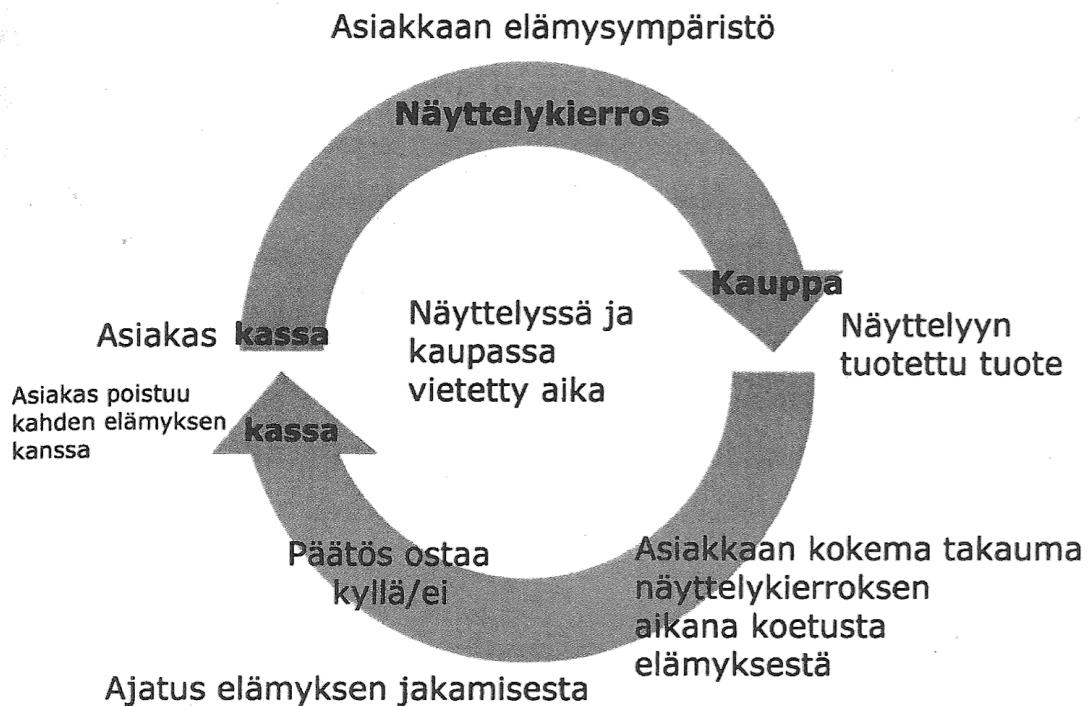 Asiakkaan elämysympäristö
Näyttelykierros
Kauppa
Näyttelyyn
tuotettu tuote
Näyttelyssä ja
kaupassa
vietetty aika
Asiakas kassa
Asiakas poistuu
kahden elämyksen
kanssa
kassa
Päätös ostaa
kyllä/ei
Asiakkaan kokema takauma
näyttelykierroksen
aikana koetusta
elämyksestä
Ajatus elämyksen jakamisesta